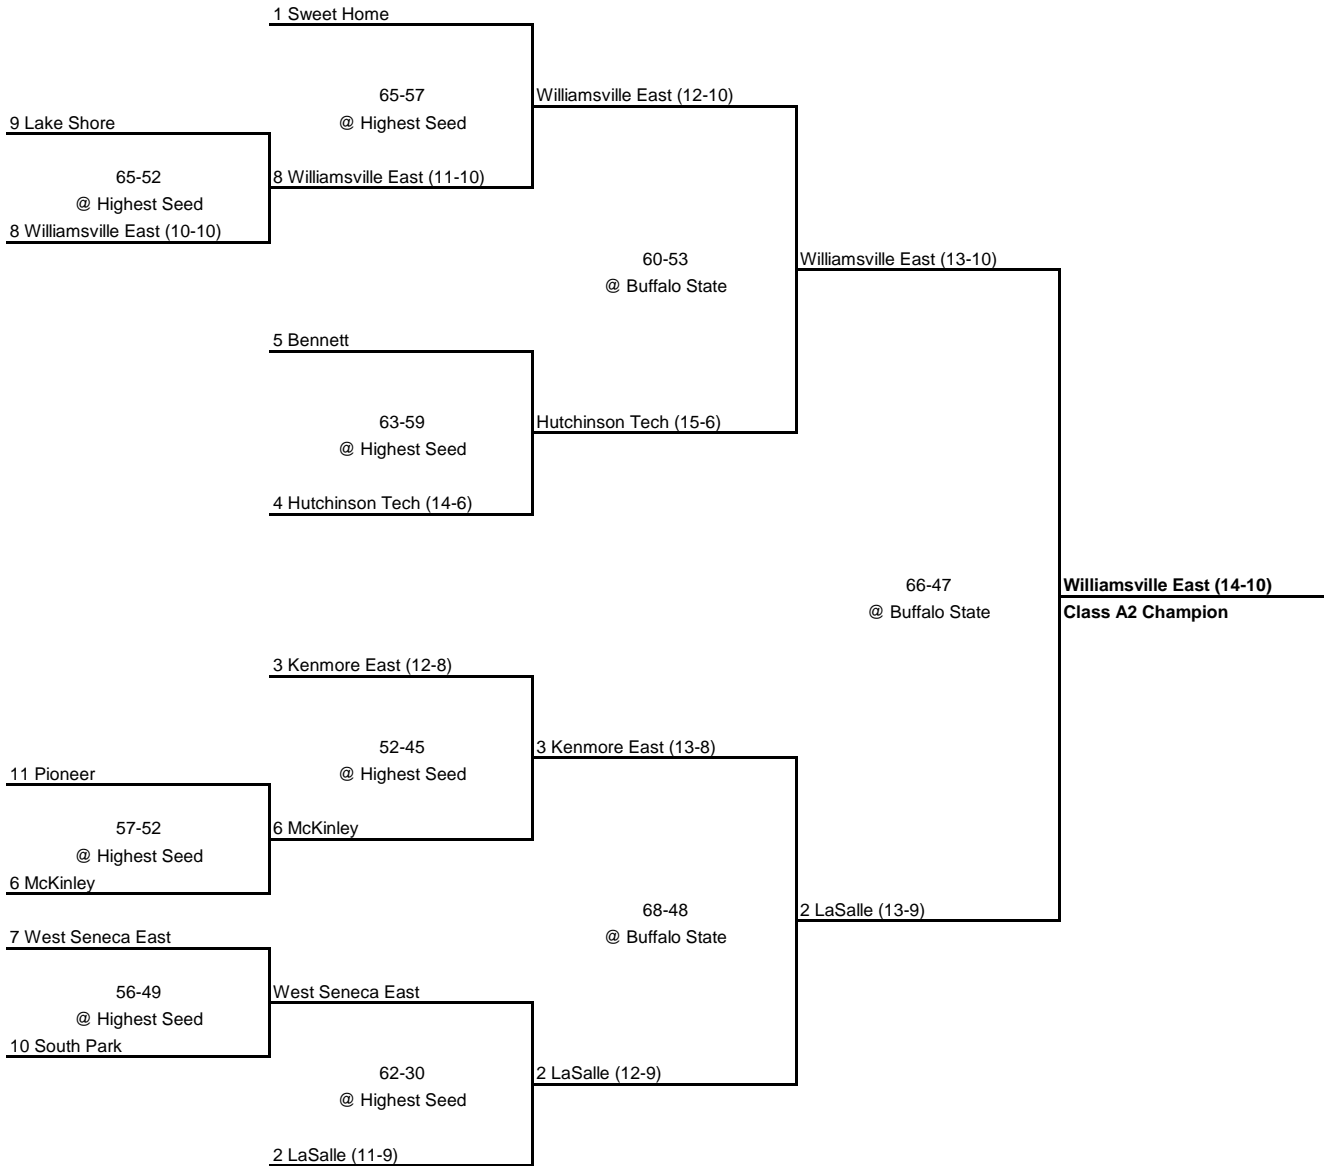 1 Sweet Home
65-57
@ Highest Seed
Williamsville East (12-10)
9 Lake Shore
65-52
@ Highest Seed
8 Williamsville East (11-10)
8 Williamsville East (10-10)
60-53
@ Buffalo State
Williamsville East (13-10)
5 Bennett
63-59
@ Highest Seed
Hutchinson Tech (15-6)
4 Hutchinson Tech (14-6)
66-47
@ Buffalo State
Williamsville East (14-10)
Class A2 Champion
3 Kenmore East (12-8)
52-45
@ Highest Seed
3 Kenmore East (13-8)
11 Pioneer
57-52
@ Highest Seed
6 McKinley
6 McKinley
68-48
@ Buffalo State
2 LaSalle (13-9)
7 West Seneca East
56-49
@ Highest Seed
West Seneca East
10 South Park
62-30
@ Highest Seed
2 LaSalle (12-9)
2 LaSalle (11-9)